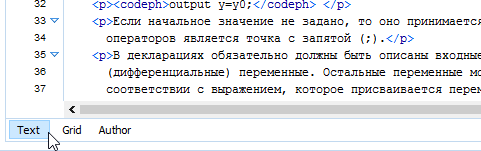 32 <p><codeph>output y=y0;</codeph> </p>
33 <p>Если начальное значение не задано, то оно принимается
34 операторов является точка с запятой (;).</p>
35 <p>В декларациях обязательно должны быть описаны входные
36 (дифференциальные) переменные. Остальные переменные мо
37 соответствии с выражением, которое присваивается перем
Text Grid Author